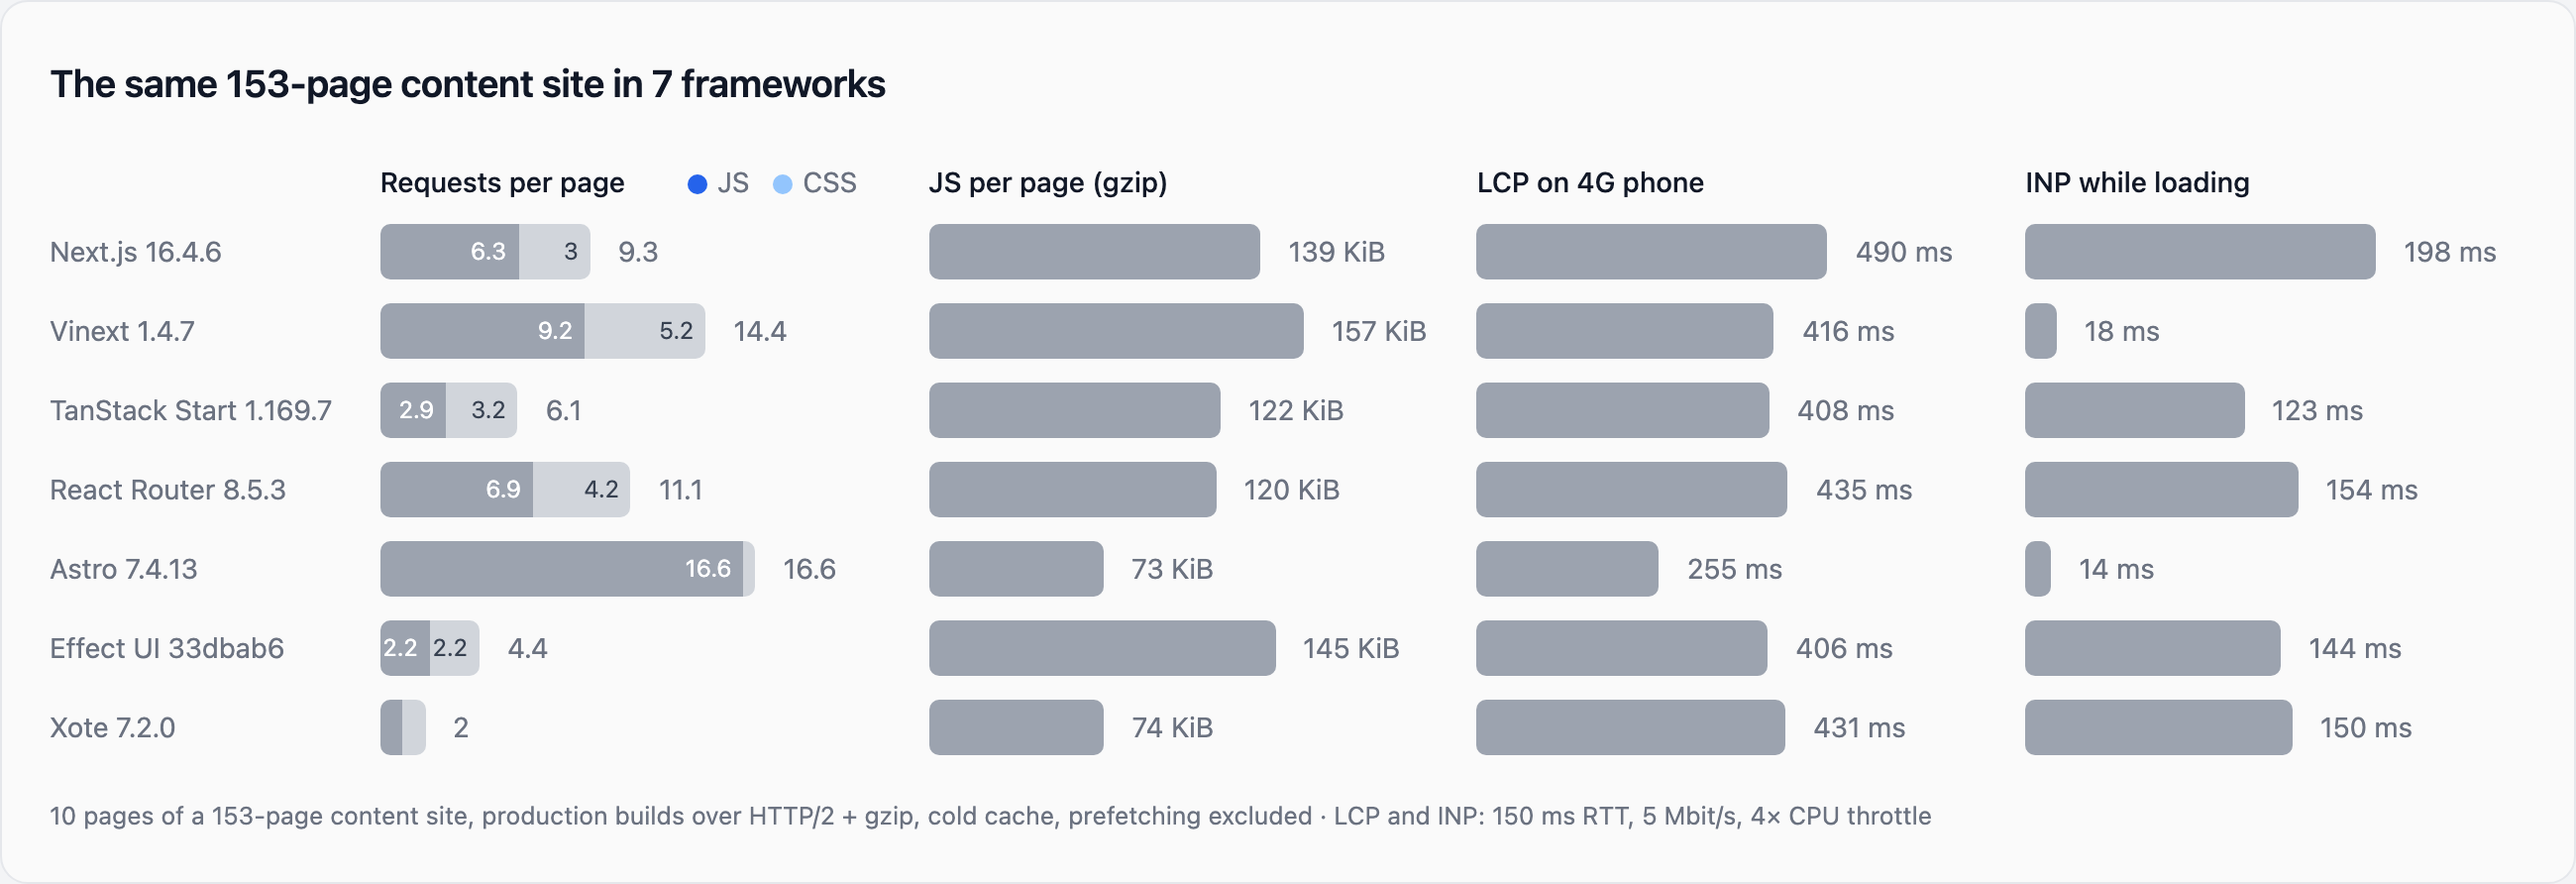 The same 153-page content site in 7 frameworks
Requests per page JS CSS JS per page (gzip) LCP on 4G phone INP while loading
Next.js 16.4.6 6.3 3 9.3 139 KiB 490 ms 198 ms
Vinext 1.4.7 9.2 5.2 14.4 157 KiB 416 ms 18 ms
TanStack Start 1.169.7 2.9 3.2 6.1 122 KiB 408 ms 123 ms
React Router 8.5.3 6.9 4.2 11.1 120 KiB 435 ms 154 ms
Astro 7.4.13 16.6 16.6 73 KiB 255 ms 14 ms
Effect UI 33dbab6 2.2 2.2 4.4 145 KiB 406 ms 144 ms
Xote 7.2.0 2 74 KiB 431 ms 150 ms
10 pages of a 153-page content site, production builds over HTTP/2 + gzip, cold cache, prefetching excluded · LCP and INP: 150 ms RTT, 5 Mbit/s, 4× CPU throttle